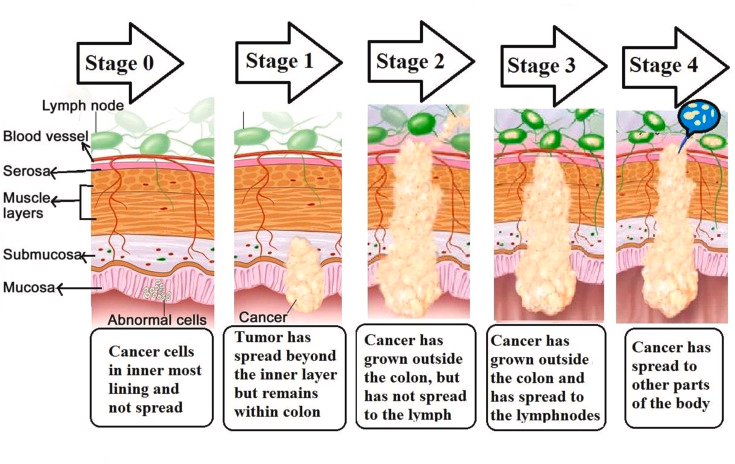 Stage 0
Stage 1
Stage 2
Stage 3
Stage 4
Lymph node
Blood vessel
Serosa
Muscle
layers
Submucosa
Mucosa
Abnormal cells
Cancer
Cancer cells
in inner most
lining and
not spread
Tumor has
spread beyond
the inner layer
but remains
within colon
Cancer has
grown outside
the colon, but
has not spread
to the lymph
Cancer has
grown outside
the colon and
has spread to
the lymphnodes
Cancer has
spread to
other parts
of the body